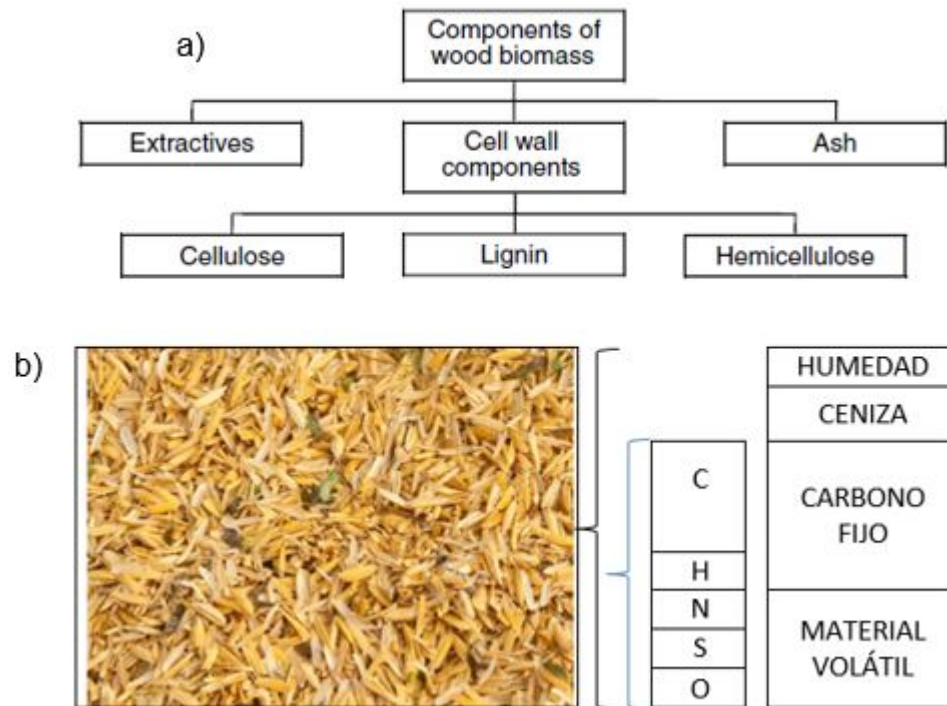 a)
Components of
wood biomass
Extractives
Cell wall
components
Ash
Cellulose
Lignin
Hemicellulose
b)
HUMEDAD
CENIZA
C
CARBONO
FIJO
H
N
S
O
MATERIAL
VOLÁTIL